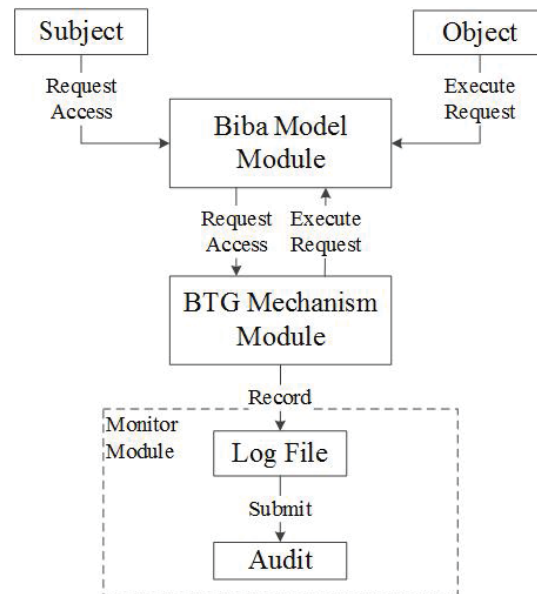 Subject
Object
Request
Access
Execute
Request
Biba Model
Module
Request
Access
Execute
Request
BTG Mechanism
Module
Record
Monitor
Module
Log File
Submit
Audit